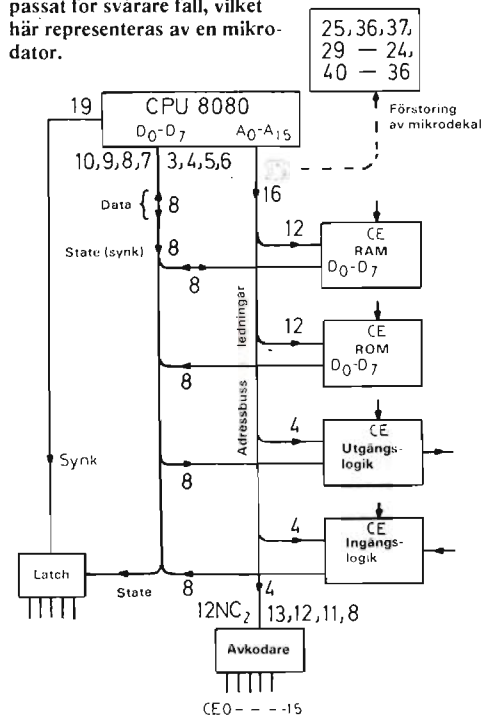 passat för svårare fall, vilket
här representeras av en mikro-
dator.
25,36,37,
29 — 24,
40 — 36
Förstoring
av mikrodekal
19
CPU 8080
D0-D7 A0-A15
10,9,8,7 3,4,5,6
16
Data { 8
State (synk) 8
8
12
CE
RAM
D0-D7
12
CE
ROM
D0-D7
8
Adressbuss ledningar
4
CE
Utgångs-
logik
8
Synk
4
CE
Ingångs-
logik
Latch
State
8
4
12NC2 13,12,11,8
Avkodare
CE0 - - - -15